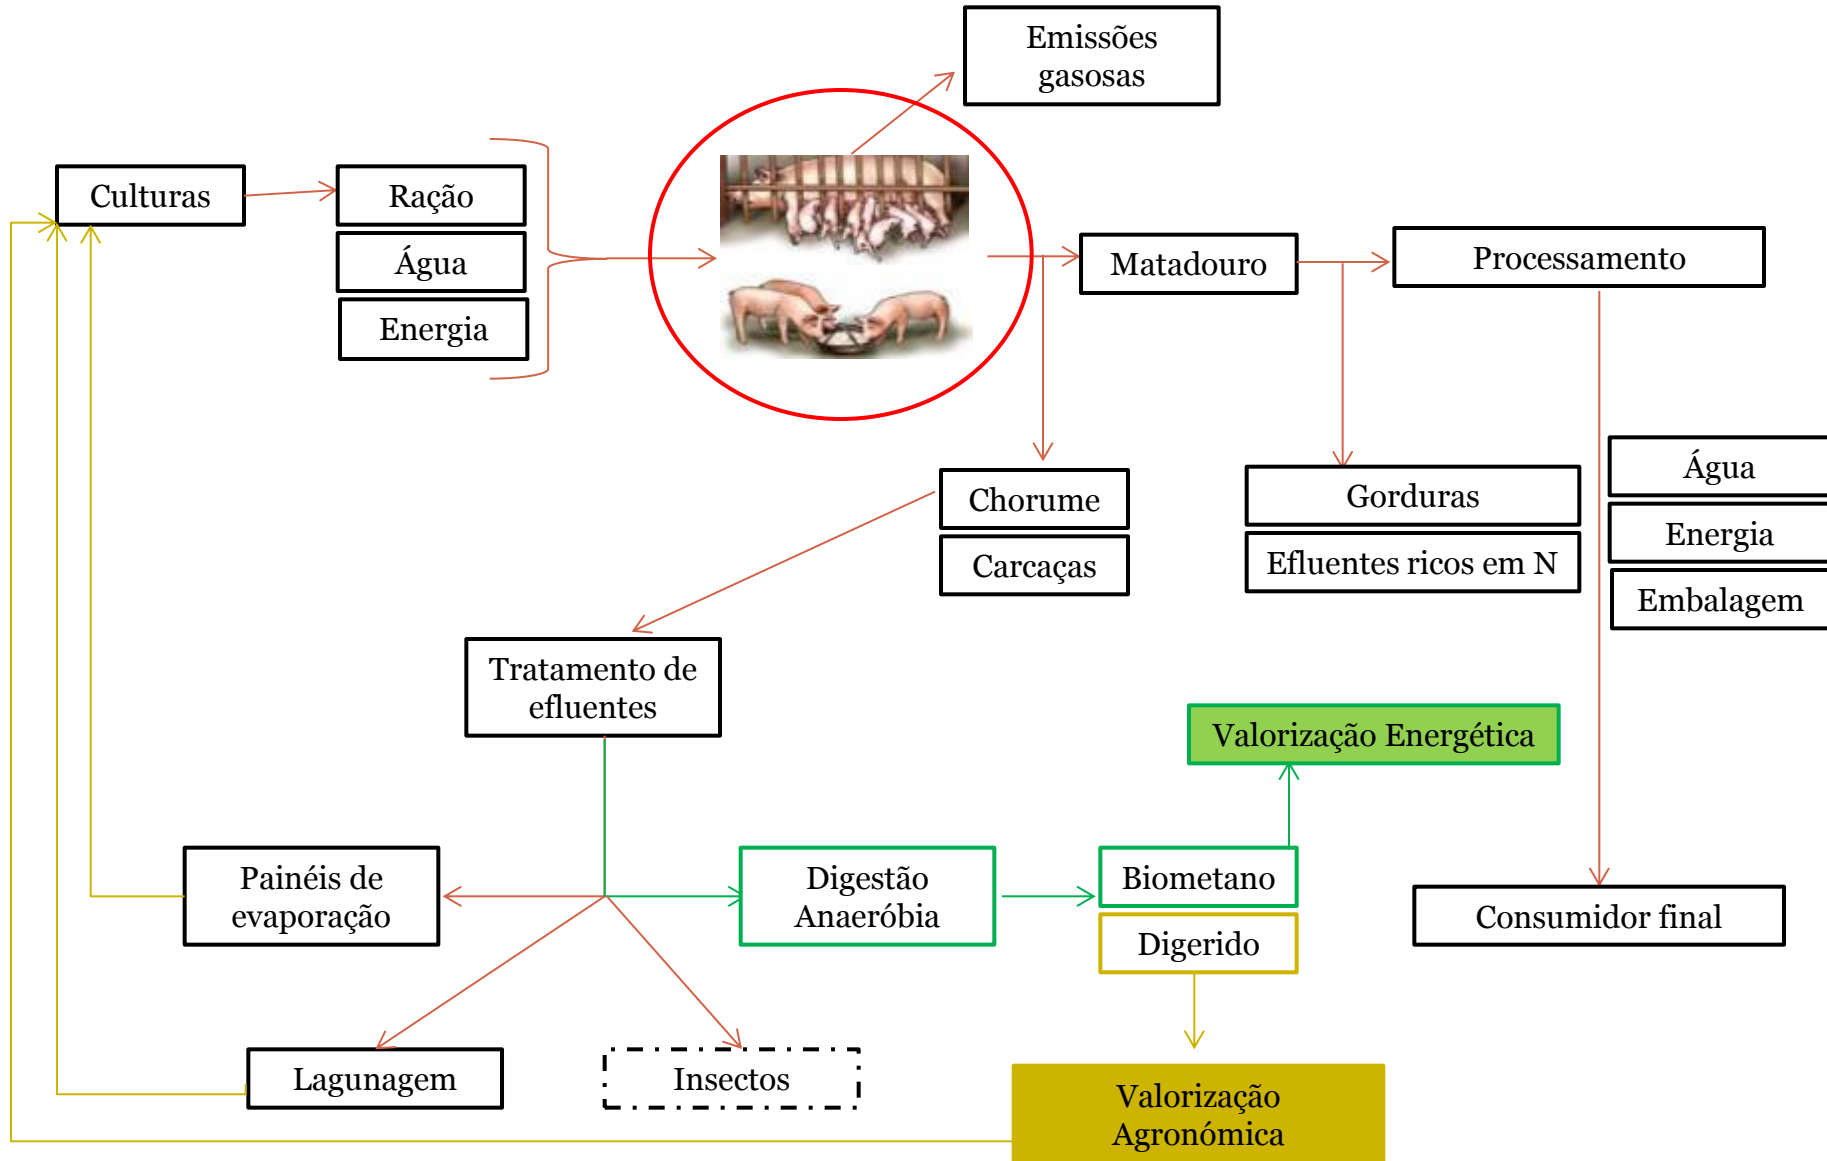 Emissões
gasosas
Culturas
Ração
Água
Energia
Matadouro
Processamento
Chorume
Carcaças
Gorduras
Efluentes ricos em N
Água
Energia
Embalagem
Tratamento de
efluentes
Valorização Energética
Painéis de
evaporação
Digestão
Anaeróbia
Biometano
Digerido
Consumidor final
Lagunagem
Insectos
Valorização
Agronómica